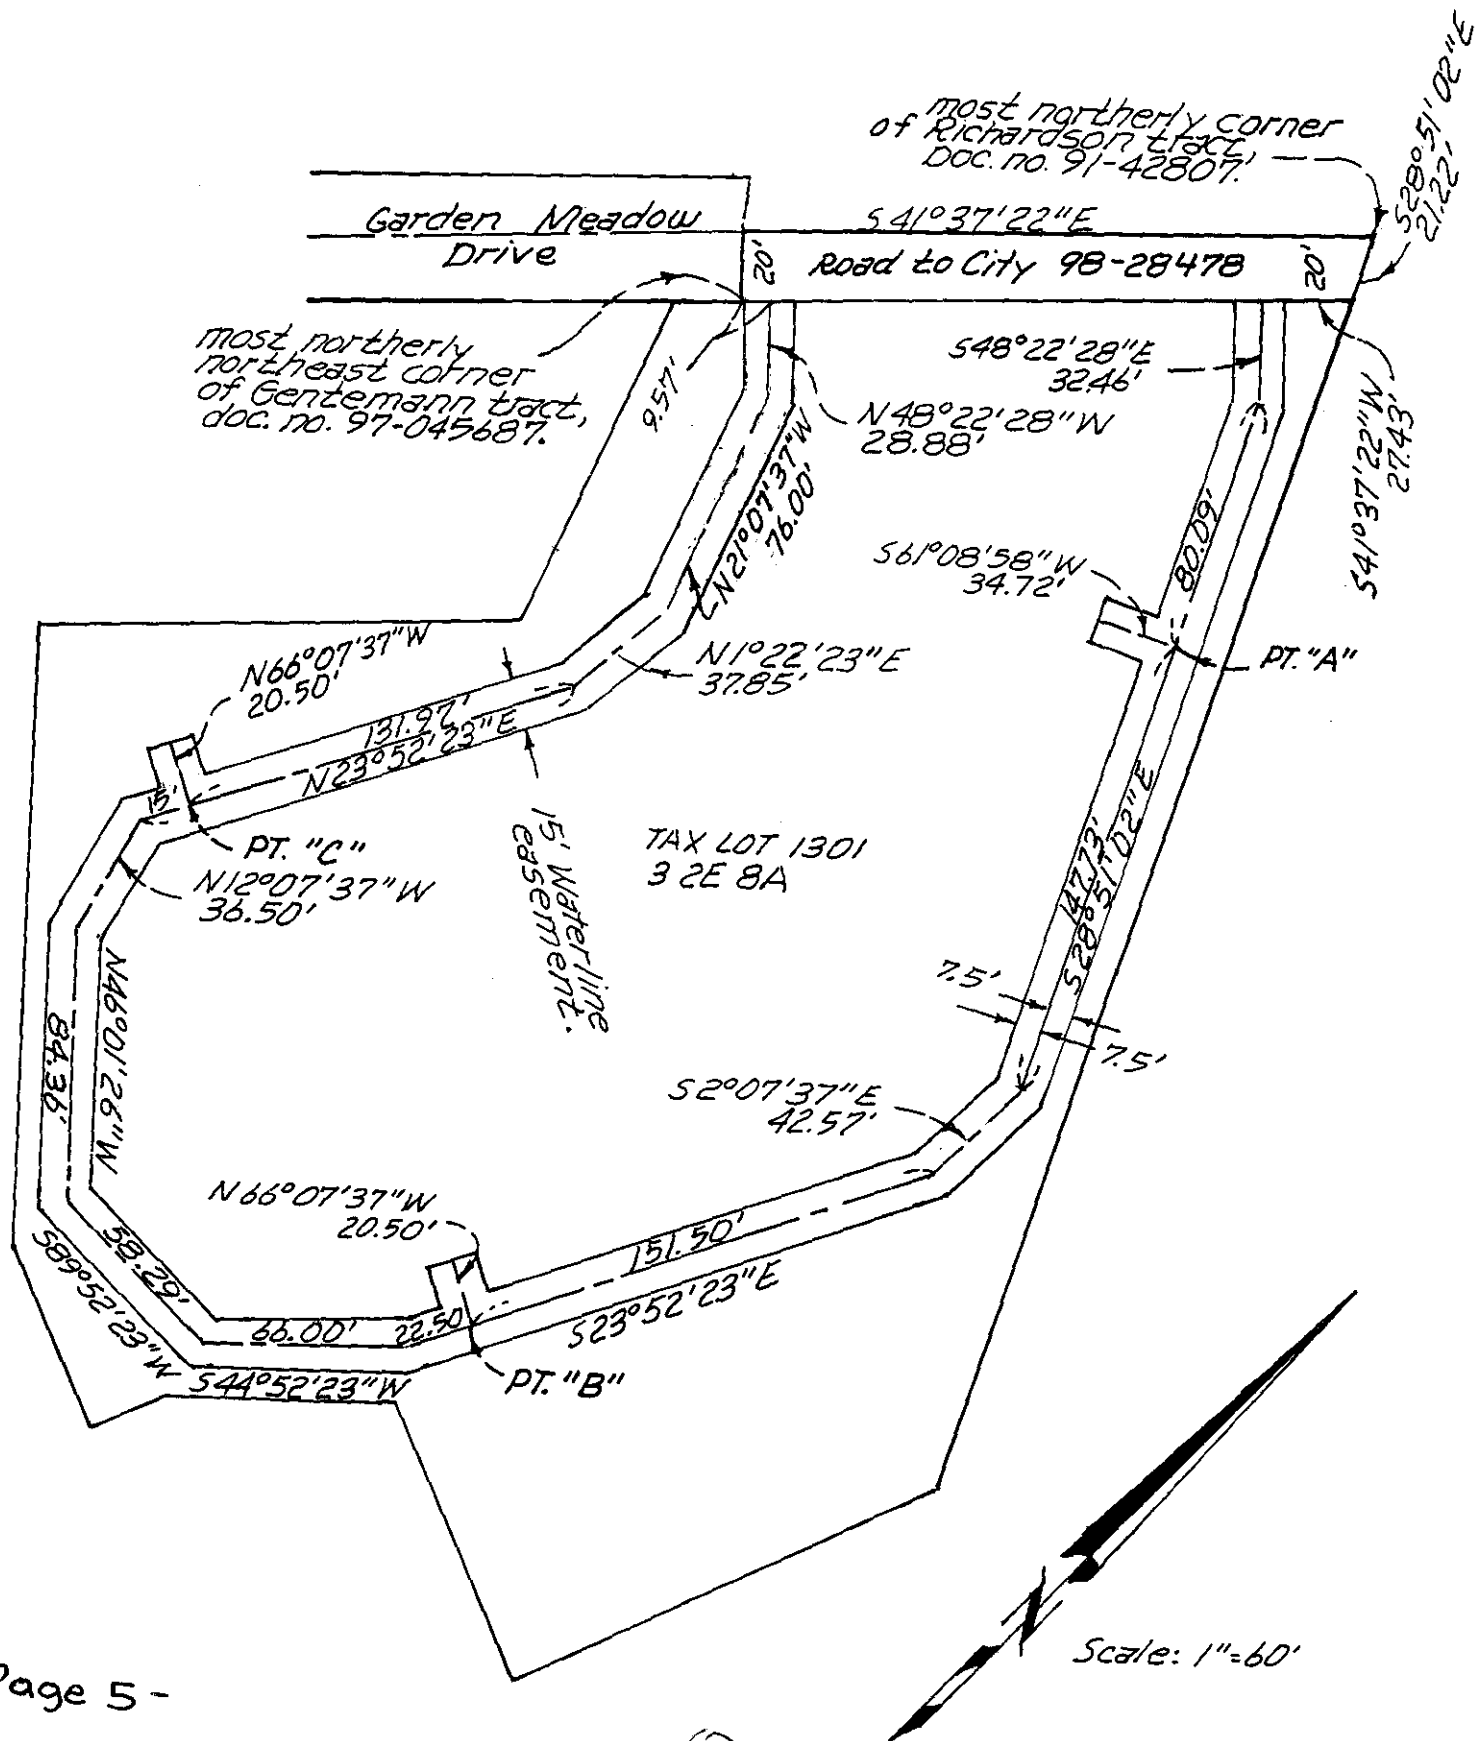 most northerly corner
of Richardson tract,
Doc. no. 91-42807.
S28°51'02"E
21.22'
Garden Meadow
Drive
S41°37'22"E
20'
Road to City 98-28478
20'
most northerly
northeast corner
of Gentemann tract,
doc. no. 97-045687.
9.57'
S48°22'28"E
32.46'
N48°22'28"W
28.88'
S41°37'22"W
27.43'
N21°07'37"W
76.00'
80.09'
S61°08'58"W
34.72'
PT. "A"
N1°22'23"E
37.85'
N66°07'37"W
20.50'
131.97'
N23°52'23"E
15'
PT. "C"
N12°07'37"W
36.50'
15' Waterline
easement.
TAX LOT 1301
3 2E 8A
147.73'
S28°51'02"E
7.5'
7.5'
N46°01'26"W
84.36'
S2°07'37"E
42.57'
N66°07'37"W
20.50'
151.50'
S23°52'23"E
58.29'
S89°52'23"W
66.00'
22.50
S44°52'23"W
PT. "B"
N
Scale: 1"=60'
Page 5 -